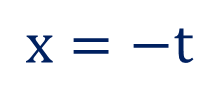 x = −t